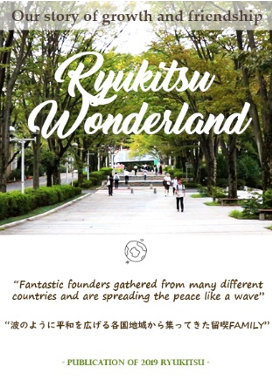 Our story of growth and friendship
Ryukitsu
Wonderland
“Fantastic founders gathered from many different
countries and are spreading the peace like a wave”
“波のように平和を広げる各国地域から集ってきた留喫FAMILY”
- PUBLICATION OF 2019 RYUKITSU -